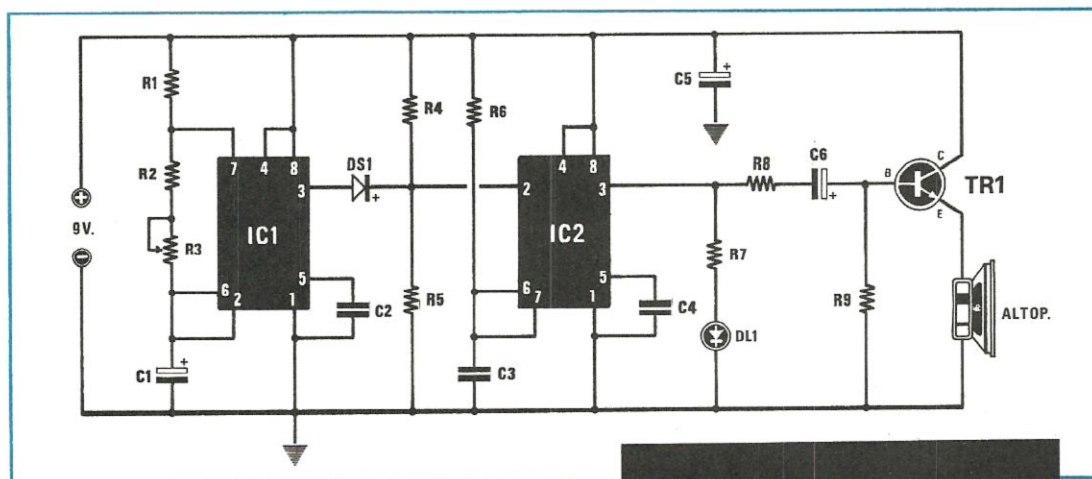 R1
R2
R3
9V.
C1
7 4 8
3
IC1
6 2
5
1
C2
DS1
R4
R5
R6
C3
4 8
2
3
IC2
6 7
5
1
C4
C5
R7
DL1
R8
C6
R9
B
C
E
TR1
ALTOP.